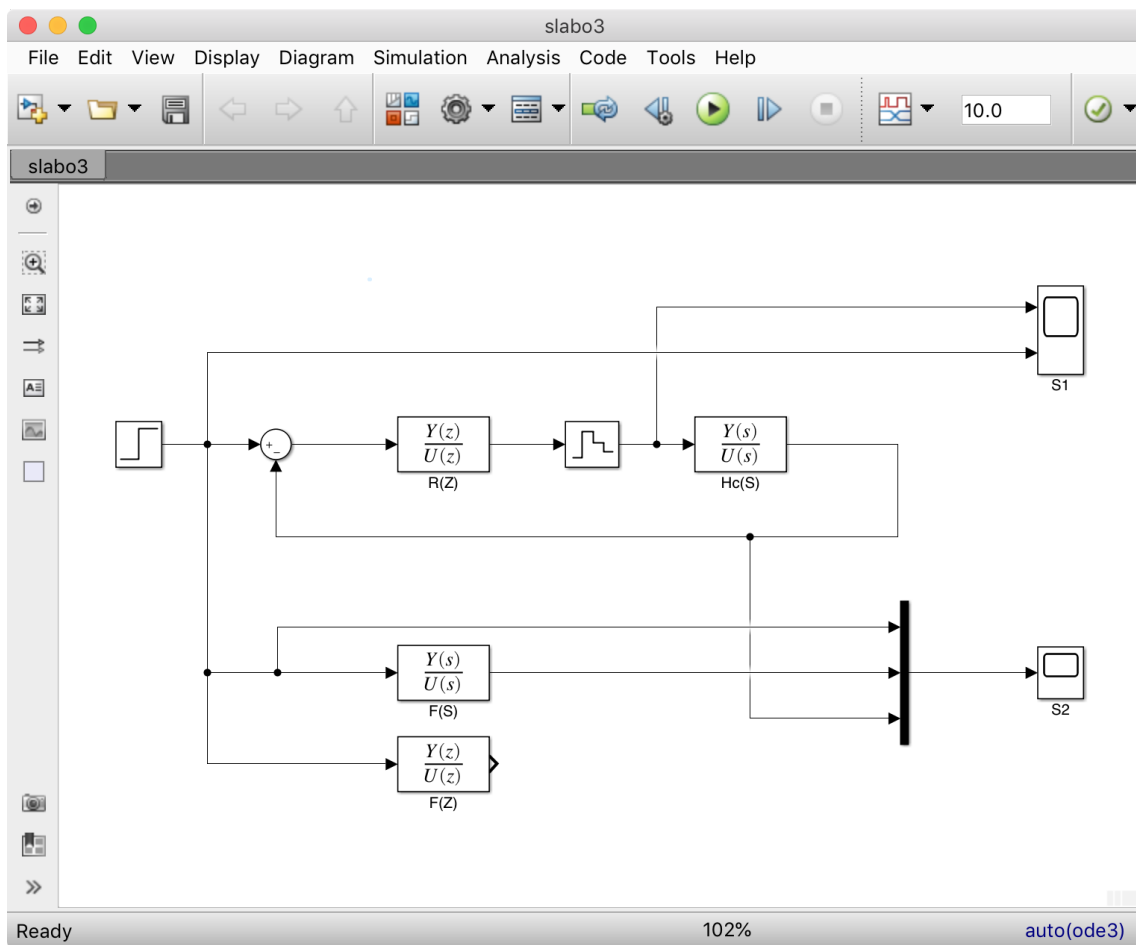 slabo3
File Edit View Display Diagram Simulation Analysis Code Tools Help
10.0
slabo3
S1
+
−
Y(z)
U(z)
R(Z)
Y(s)
U(s)
Hc(S)
Y(s)
U(s)
F(S)
S2
Y(z)
U(z)
F(Z)
Ready 102% auto(ode3)